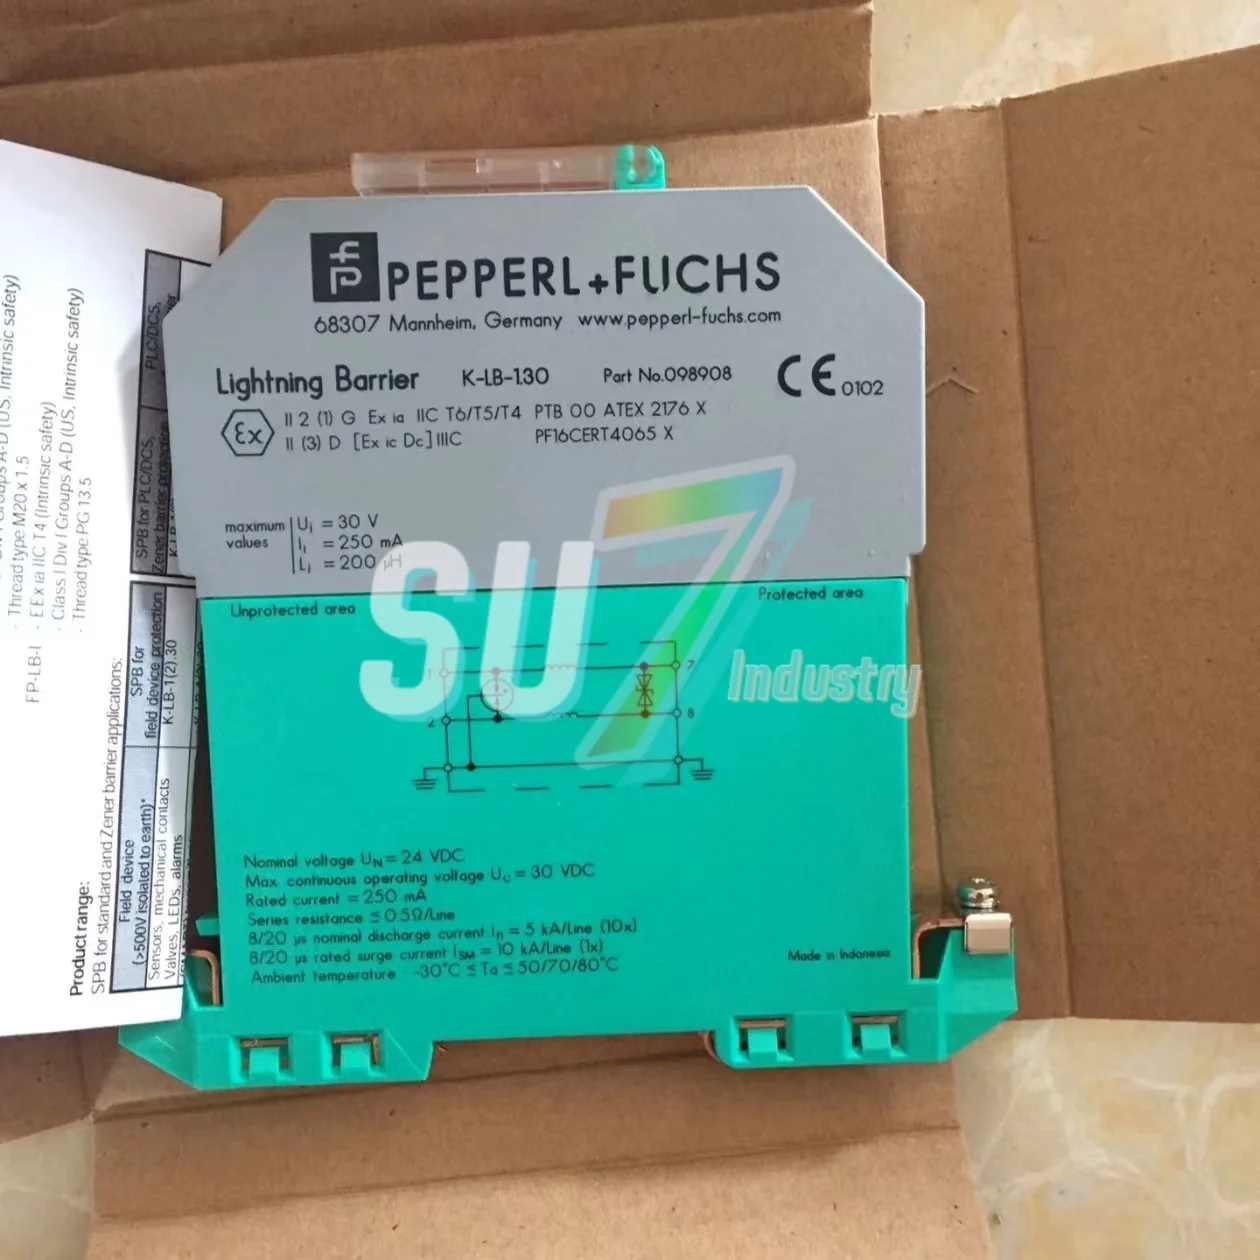 PEPPERL+FUCHS
68307 Mannheim, Germany www.pepperl-fuchs.com
Lightning Barrier K-LB-1.30 Part No.098908 CE 0102
Ex II 2 (1) G Ex ia IIC T6/T5/T4 PTB 00 ATEX 2176 X
II (3) D [Ex ic Dc] IIIC PF16CERT4065 X
maximum values
Ui = 30 V
Ii = 250 mA
Li = 200 µH
SU7
Industry
Unprotected area Protected area
1 7
2 8
Nominal voltage UN = 24 VDC
Max. continuous operating voltage UC = 30 VDC
Rated current = 250 mA
Series resistance ≤ 0.5Ω/Line
8/20 µs nominal discharge current In = 5 kA/Line (10x)
8/20 µs rated surge current ISM = 10 kA/Line (1x)
Ambient temperature -30°C ≤ Ta ≤ 50/70/80°C
Made in Indonesia
- Thread type M20 x 1.5
FP-LB-I - EEx ia IIC T4 (Intrinsic safety)
- Class I Div I Groups A-D (US, Intrinsic safety)
- Thread type PG 13.5
Product range:
SPB for standard and Zener barrier applications:
Field device
(>500V isolated to earth)*
SPB for
field device protection
SPB for PLC/DCS,
Zener barrier protection
PLC/DCS,
Sensors, mechanical contacts
K-LB-1(2).30
Valves, LEDs, alarms